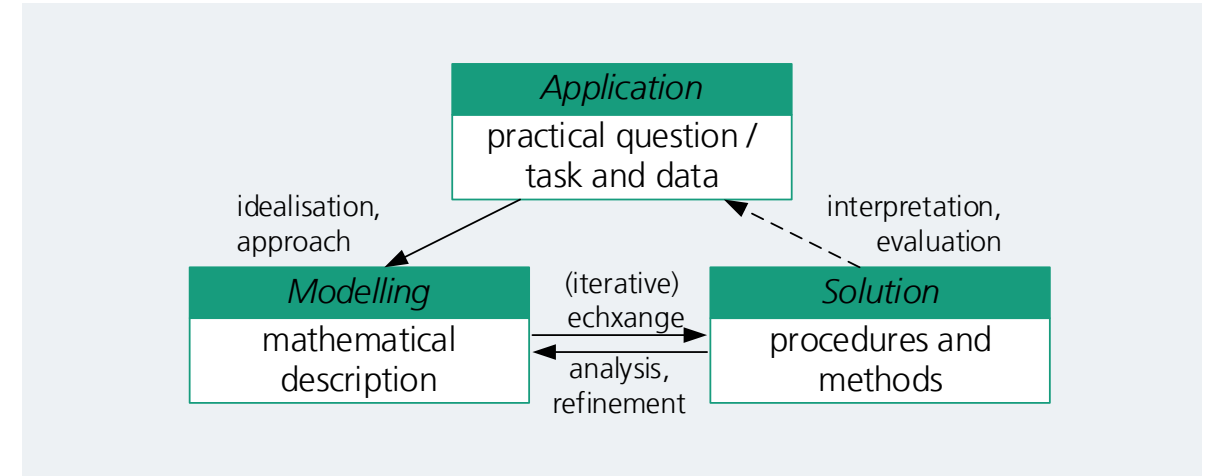 Application
practical question /
task and data
idealisation,
approach
interpretation,
evaluation
Modelling
mathematical
description
(iterative)
echxange
analysis,
refinement
Solution
procedures and
methods